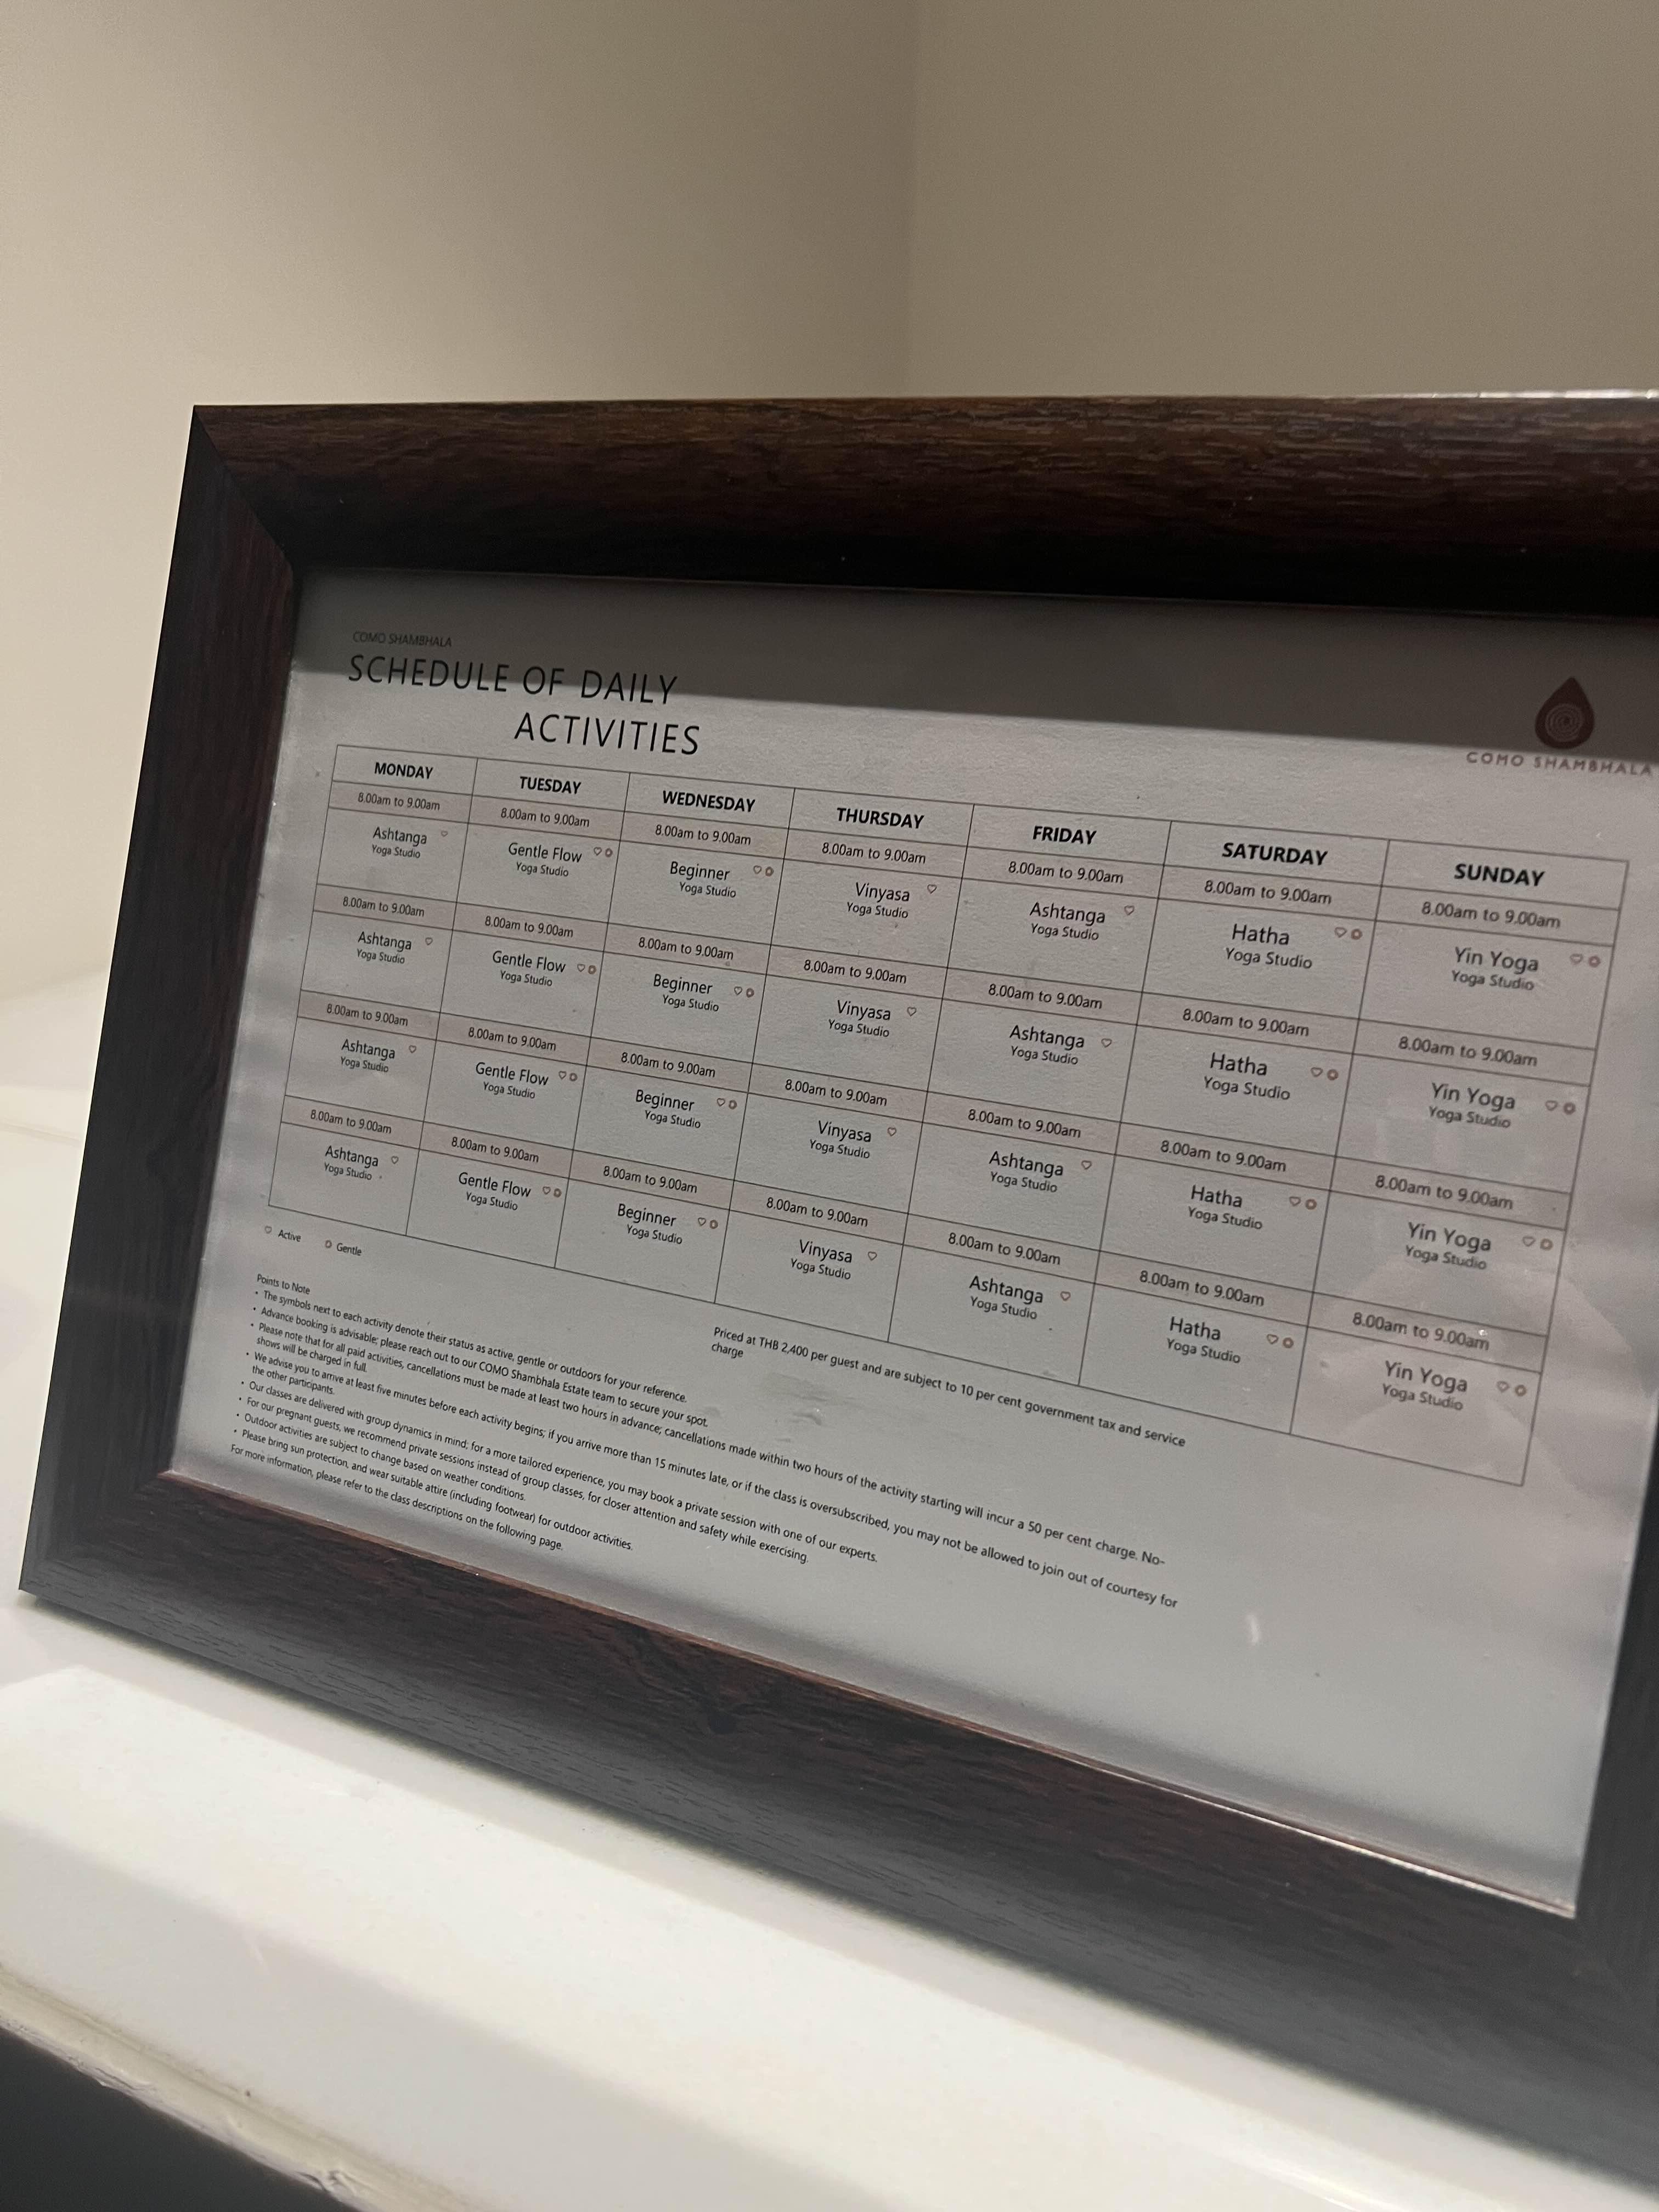 COMO SHAMBHALA
SCHEDULE OF DAILY
ACTIVITIES
COMO SHAMBHALA
MONDAY TUESDAY WEDNESDAY THURSDAY FRIDAY SATURDAY SUNDAY
8.00am to 9.00am 8.00am to 9.00am 8.00am to 9.00am 8.00am to 9.00am 8.00am to 9.00am 8.00am to 9.00am 8.00am to 9.00am
Ashtanga Gentle Flow Beginner Vinyasa Ashtanga Hatha Yin Yoga
Yoga Studio Yoga Studio Yoga Studio Yoga Studio Yoga Studio Yoga Studio Yoga Studio
8.00am to 9.00am 8.00am to 9.00am 8.00am to 9.00am 8.00am to 9.00am 8.00am to 9.00am 8.00am to 9.00am 8.00am to 9.00am
Ashtanga Gentle Flow Beginner Vinyasa Ashtanga Hatha Yin Yoga
Yoga Studio Yoga Studio Yoga Studio Yoga Studio Yoga Studio Yoga Studio Yoga Studio
8.00am to 9.00am 8.00am to 9.00am 8.00am to 9.00am 8.00am to 9.00am 8.00am to 9.00am 8.00am to 9.00am 8.00am to 9.00am
Ashtanga Gentle Flow Beginner Vinyasa Ashtanga Hatha Yin Yoga
Yoga Studio Yoga Studio Yoga Studio Yoga Studio Yoga Studio Yoga Studio Yoga Studio
8.00am to 9.00am 8.00am to 9.00am 8.00am to 9.00am 8.00am to 9.00am 8.00am to 9.00am 8.00am to 9.00am 8.00am to 9.00am
Ashtanga Gentle Flow Beginner Vinyasa Ashtanga Hatha Yin Yoga
Yoga Studio Yoga Studio Yoga Studio Yoga Studio Yoga Studio Yoga Studio Yoga Studio
Active Gentle
Priced at THB 2,400 per guest and are subject to 10 per cent government tax and service
charge
Points to Note
• The symbols next to each activity denote their status as active, gentle or outdoors for your reference.
• Advance booking is advisable; please reach out to our COMO Shambhala Estate team to secure your spot.
• Please note that for all paid activities, cancellations must be made at least two hours in advance; cancellations made within two hours of the activity starting will incur a 50 per cent charge. No-
shows will be charged in full.
• We advise you to arrive at least five minutes before each activity begins; if you arrive more than 15 minutes late, or if the class is oversubscribed, you may not be allowed to join out of courtesy for
the other participants.
• Our classes are delivered with group dynamics in mind; for a more tailored experience, you may book a private session with one of our experts.
• For our pregnant guests, we recommend private sessions instead of group classes, for closer attention and safety while exercising.
• Outdoor activities are subject to change based on weather conditions.
• Please bring sun protection, and wear suitable attire (including footwear) for outdoor activities.
For more information, please refer to the class descriptions on the following page.